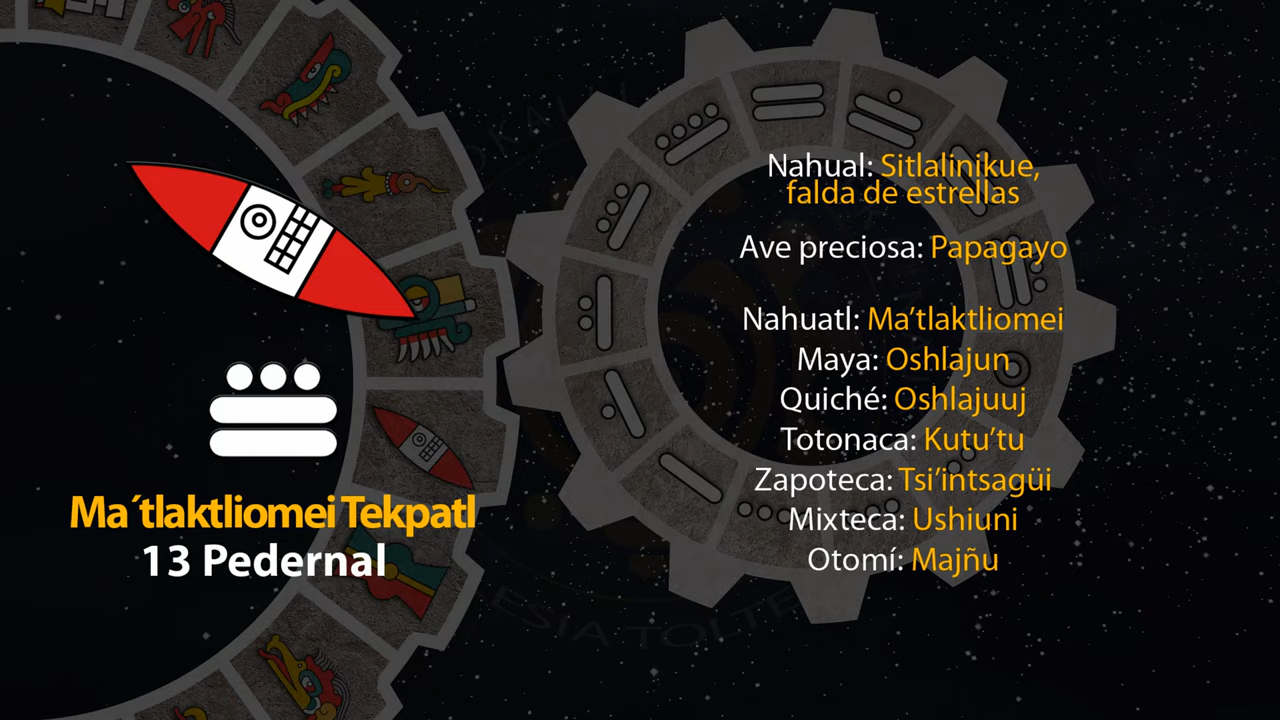 Ma´tlaktliomei Tekpatl
13 Pedernal
Nahual: Sitlalinikue,
falda de estrellas
Ave preciosa: Papagayo
Nahuatl: Ma’tlaktliomei
Maya: Oshlajun
Quiché: Oshlajuuj
Totonaca: Kutu’tu
Zapoteca: Tsi’intsagüi
Mixteca: Ushiuni
Otomí: Majñu